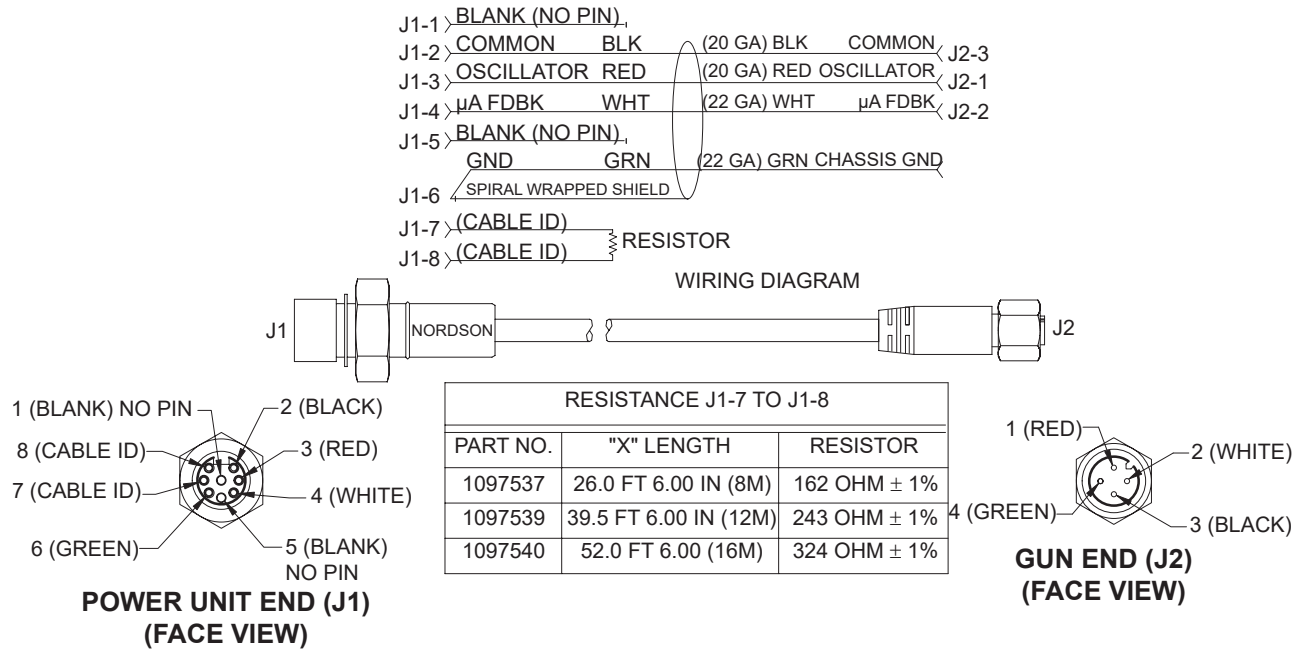 J1-1 BLANK (NO PIN)
J1-2 COMMON BLK (20 GA) BLK COMMON J2-3
J1-3 OSCILLATOR RED (20 GA) RED OSCILLATOR J2-1
J1-4 µA FDBK WHT (22 GA) WHT µA FDBK J2-2
J1-5 BLANK (NO PIN)
GND GRN (22 GA) GRN CHASSIS GND
J1-6 SPIRAL WRAPPED SHIELD
J1-7 (CABLE ID)
RESISTOR
J1-8 (CABLE ID)
WIRING DIAGRAM
J1 NORDSON J2
1 (BLANK) NO PIN
2 (BLACK)
8 (CABLE ID)
3 (RED)
7 (CABLE ID)
4 (WHITE)
6 (GREEN)
5 (BLANK)
NO PIN
POWER UNIT END (J1)
(FACE VIEW)
RESISTANCE J1-7 TO J1-8
PART NO. "X" LENGTH RESISTOR
1097537 26.0 FT 6.00 IN (8M) 162 OHM ± 1%
1097539 39.5 FT 6.00 IN (12M) 243 OHM ± 1%
1097540 52.0 FT 6.00 (16M) 324 OHM ± 1%
1 (RED)
2 (WHITE)
4 (GREEN)
3 (BLACK)
GUN END (J2)
(FACE VIEW)